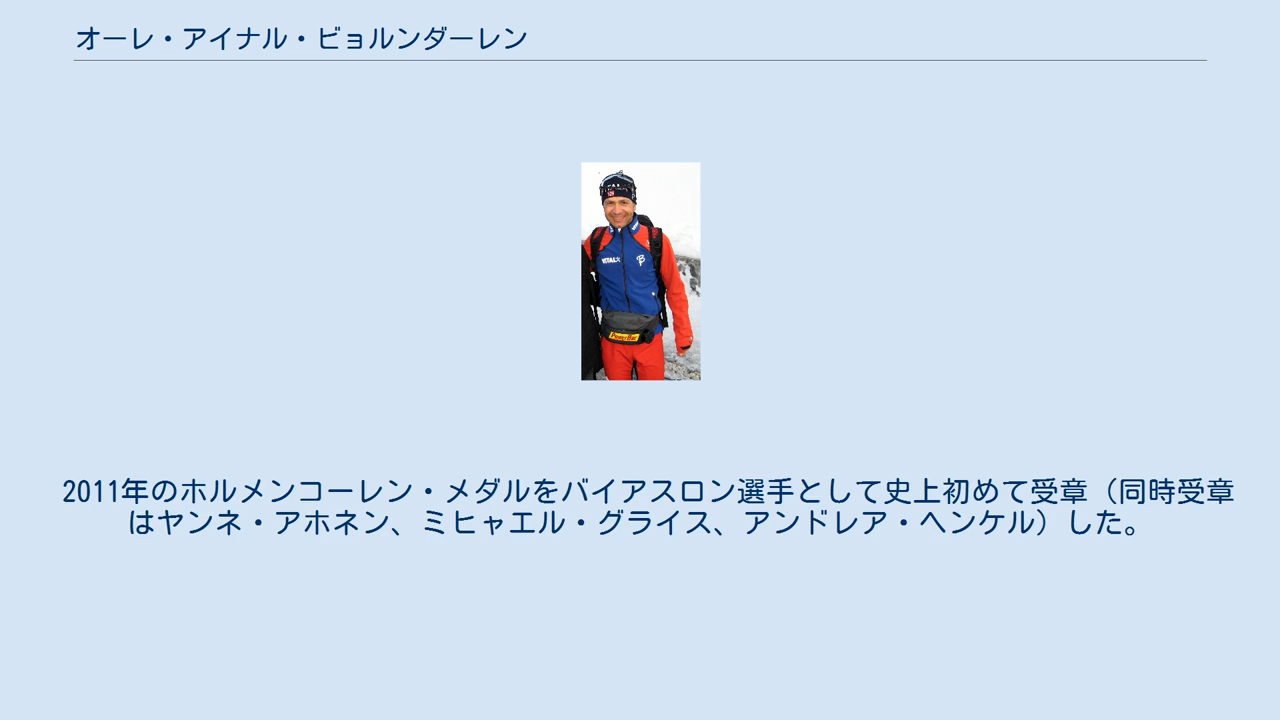 オーレ・アイナル・ビョルンダーレン
VITAL
PowerBar
2011年のホルメンコーレン・メダルをバイアスロン選手として史上初めて受章（同時受章
はヤンネ・アホネン、ミヒャエル・グライス、アンドレア・ヘンケル）した。